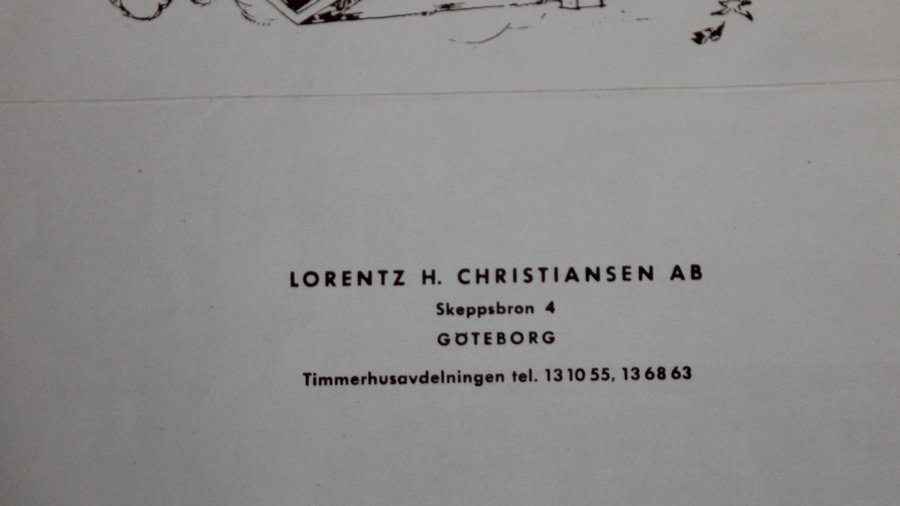 LORENTZ H. CHRISTIANSEN AB
Skeppsbron 4
GÖTEBORG
Timmerhusavdelningen tel. 13 10 55, 13 68 63